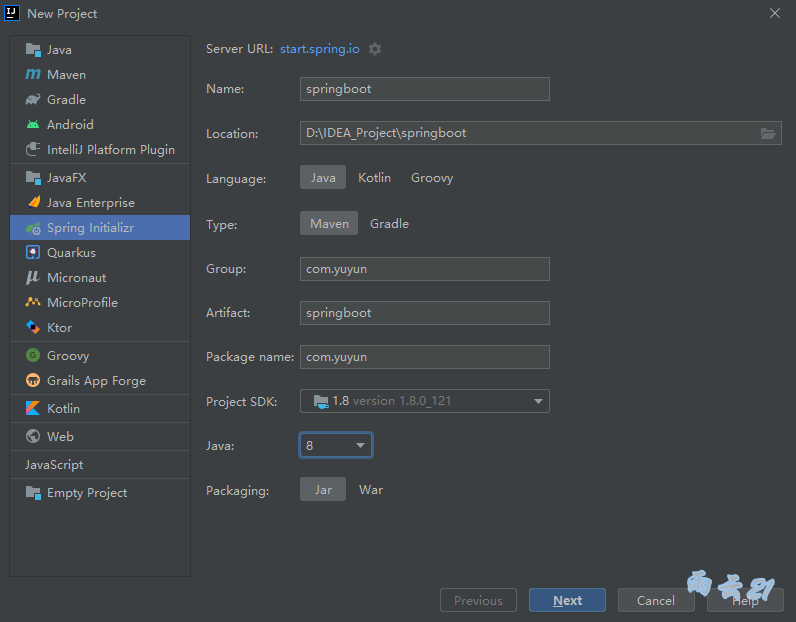 New Project
Java
Maven
Gradle
Android
IntelliJ Platform Plugin
JavaFX
Java Enterprise
Spring Initializr
Quarkus
Micronaut
MicroProfile
Ktor
Groovy
Grails App Forge
Kotlin
Web
JavaScript
Empty Project
Server URL: start.spring.io
Name: springboot
Location: D:\IDEA_Project\springboot
Language: Java Kotlin Groovy
Type: Maven Gradle
Group: com.yuyun
Artifact: springboot
Package name: com.yuyun
Project SDK: 1.8 version 1.8.0_121
Java: 8
Packaging: Jar War
Previous Next Cancel Help
雨云21